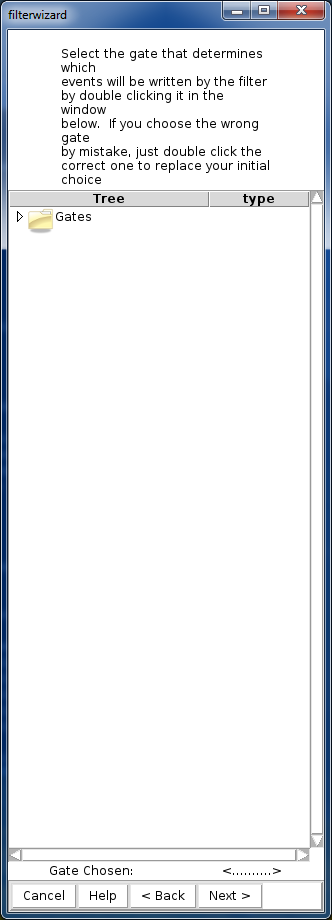 filterwizard
Select the gate that determines
which
events will be written by the filter
by double clicking it in the
window
below.  If you choose the wrong
gate
by mistake, just double click the
correct one to replace your initial
choice
Tree type
Gates
Gate Chosen: <..........>
Cancel Help < Back Next >